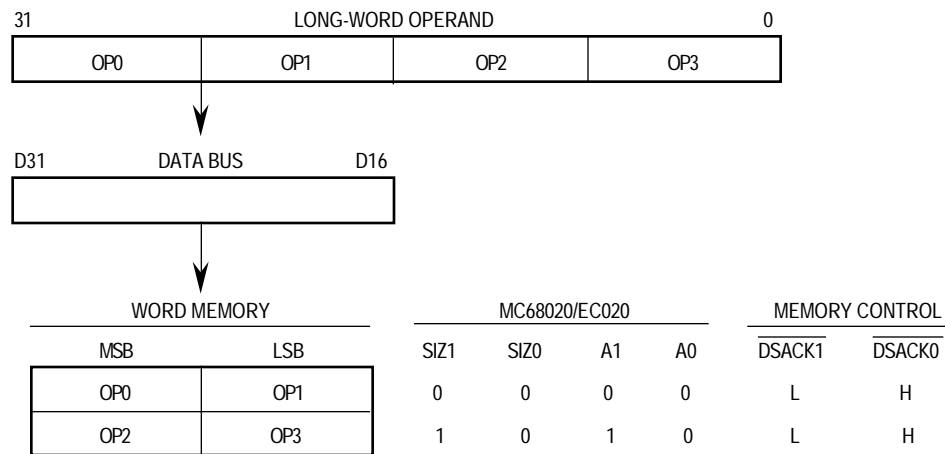 31 LONG-WORD OPERAND 0
OP0 OP1 OP2 OP3
D31 DATA BUS D16
WORD MEMORY MC68020/EC020 MEMORY CONTROL
MSB LSB SIZ1 SIZ0 A1 A0 DSACK1 DSACK0
OP0 OP1 0 0 0 0 L H
OP2 OP3 1 0 1 0 L H